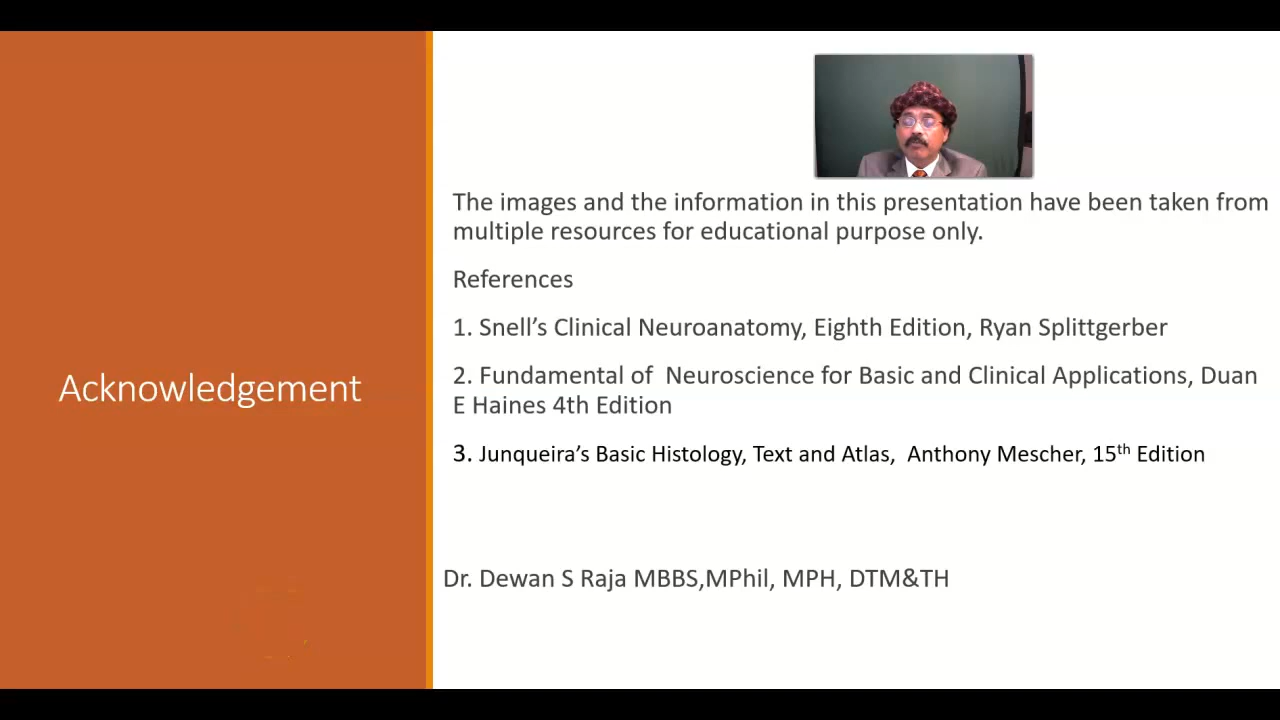 Acknowledgement
The images and the information in this presentation have been taken from
multiple resources for educational purpose only.
References
1. Snell’s Clinical Neuroanatomy, Eighth Edition, Ryan Splittgerber
2. Fundamental of Neuroscience for Basic and Clinical Applications, Duan
E Haines 4th Edition
3. Junqueira’s Basic Histology, Text and Atlas, Anthony Mescher, 15th Edition
Dr. Dewan S Raja MBBS,MPhil, MPH, DTM&TH